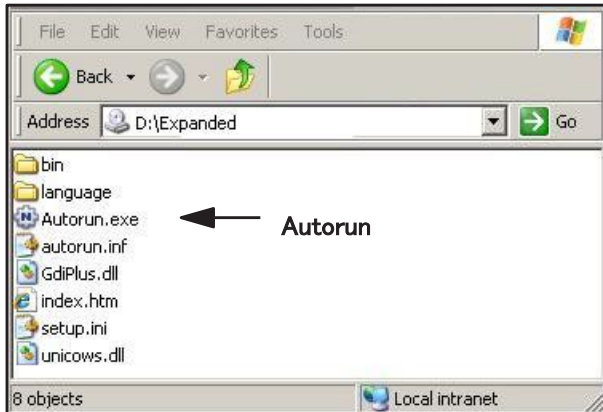 File Edit View Favorites Tools
Back
Address D:\Expanded Go
bin
language
Autorun.exe Autorun
autorun.inf
GdiPlus.dll
index.htm
setup.ini
unicows.dll
8 objects Local intranet